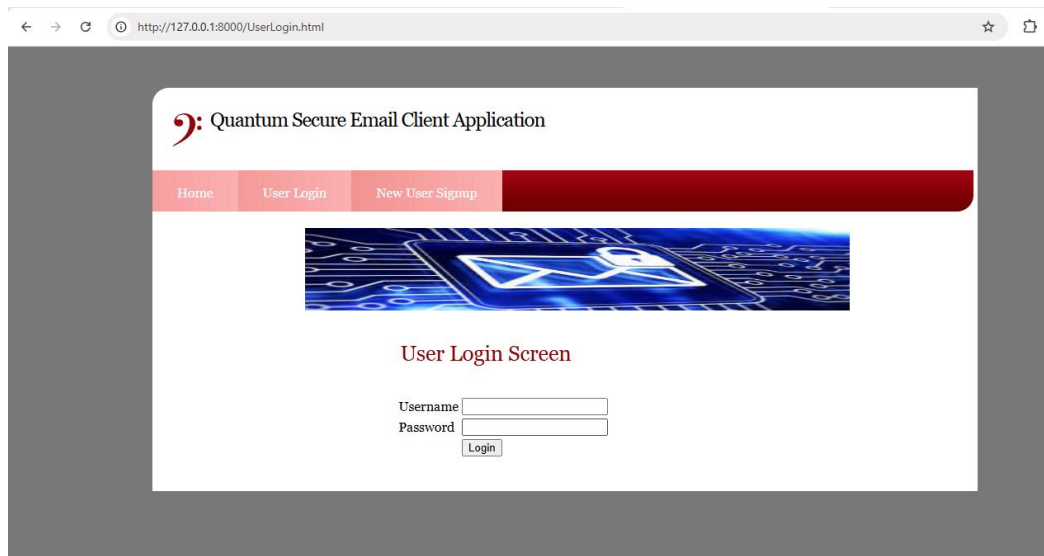 http://127.0.0.1:8000/UserLogin.html
Quantum Secure Email Client Application
Home User Login New User Signup
User Login Screen
Username
Password
Login